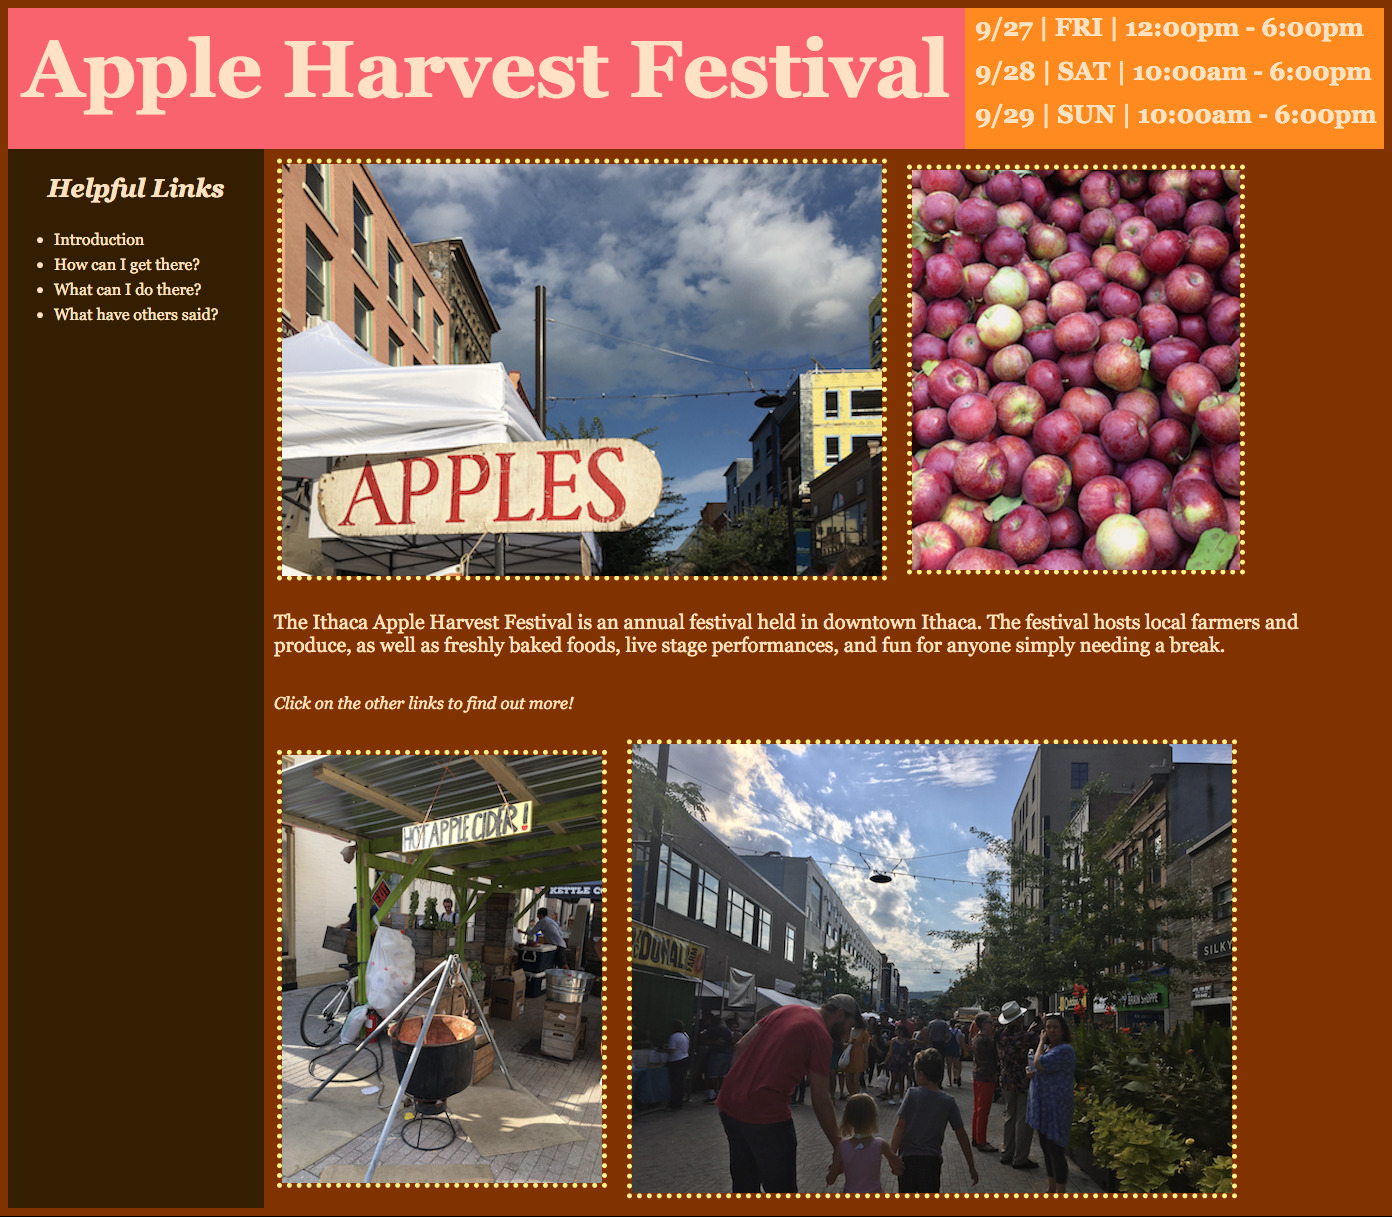 Apple Harvest Festival
9/27 | FRI | 12:00pm - 6:00pm
9/28 | SAT | 10:00am - 6:00pm
9/29 | SUN | 10:00am - 6:00pm
Helpful Links
Introduction
How can I get there?
What can I do there?
What have others said?
APPLES
The Ithaca Apple Harvest Festival is an annual festival held in downtown Ithaca. The festival hosts local farmers and
produce, as well as freshly baked foods, live stage performances, and fun for anyone simply needing a break.
Click on the other links to find out more!
HOT APPLE CIDER!
EXIT
KETTLE
SILKY